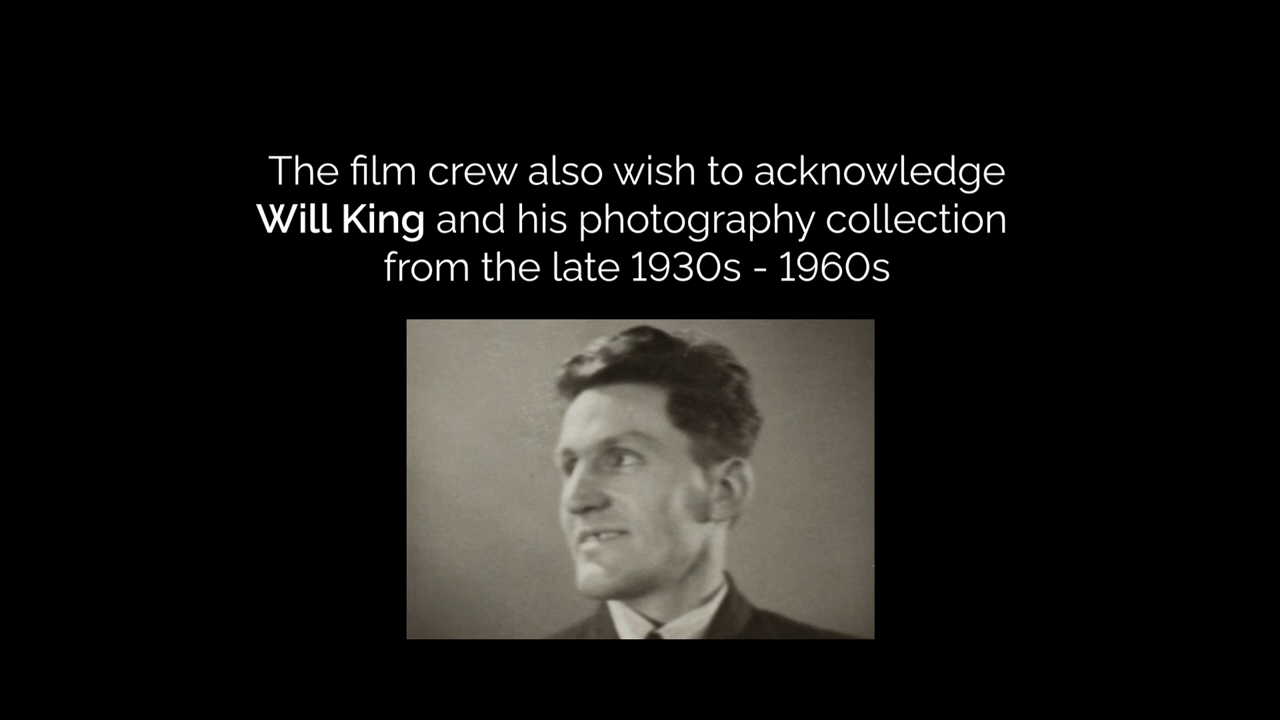 The film crew also wish to acknowledge
Will King and his photography collection
from the late 1930s - 1960s